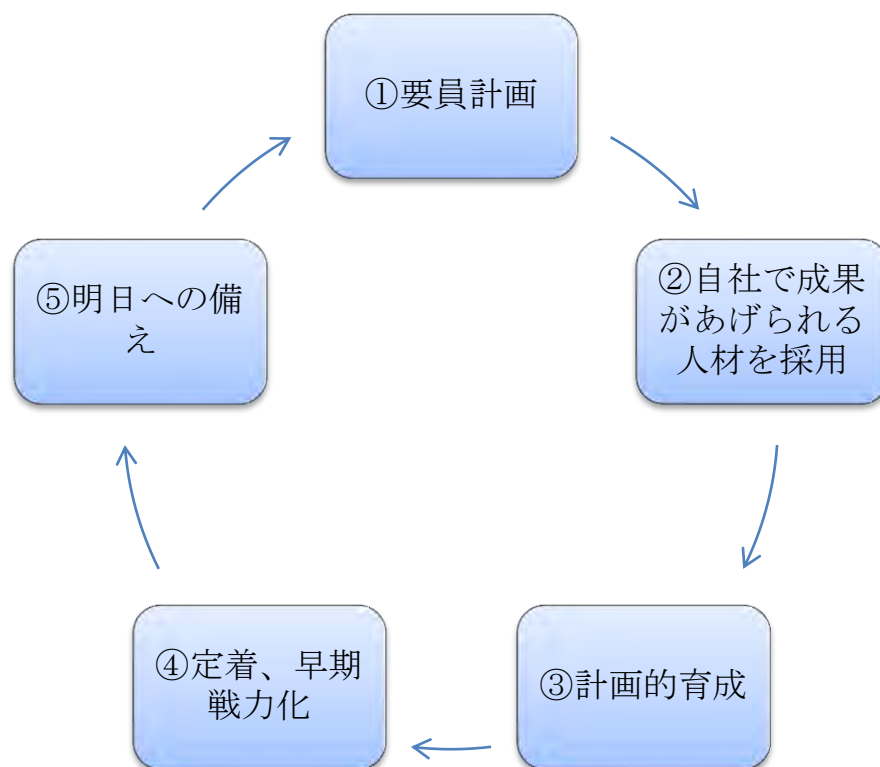 ①要員計画
②自社で成果
があげられる
人材を採用
③計画的育成
④定着、早期
戦力化
⑤明日への備
え